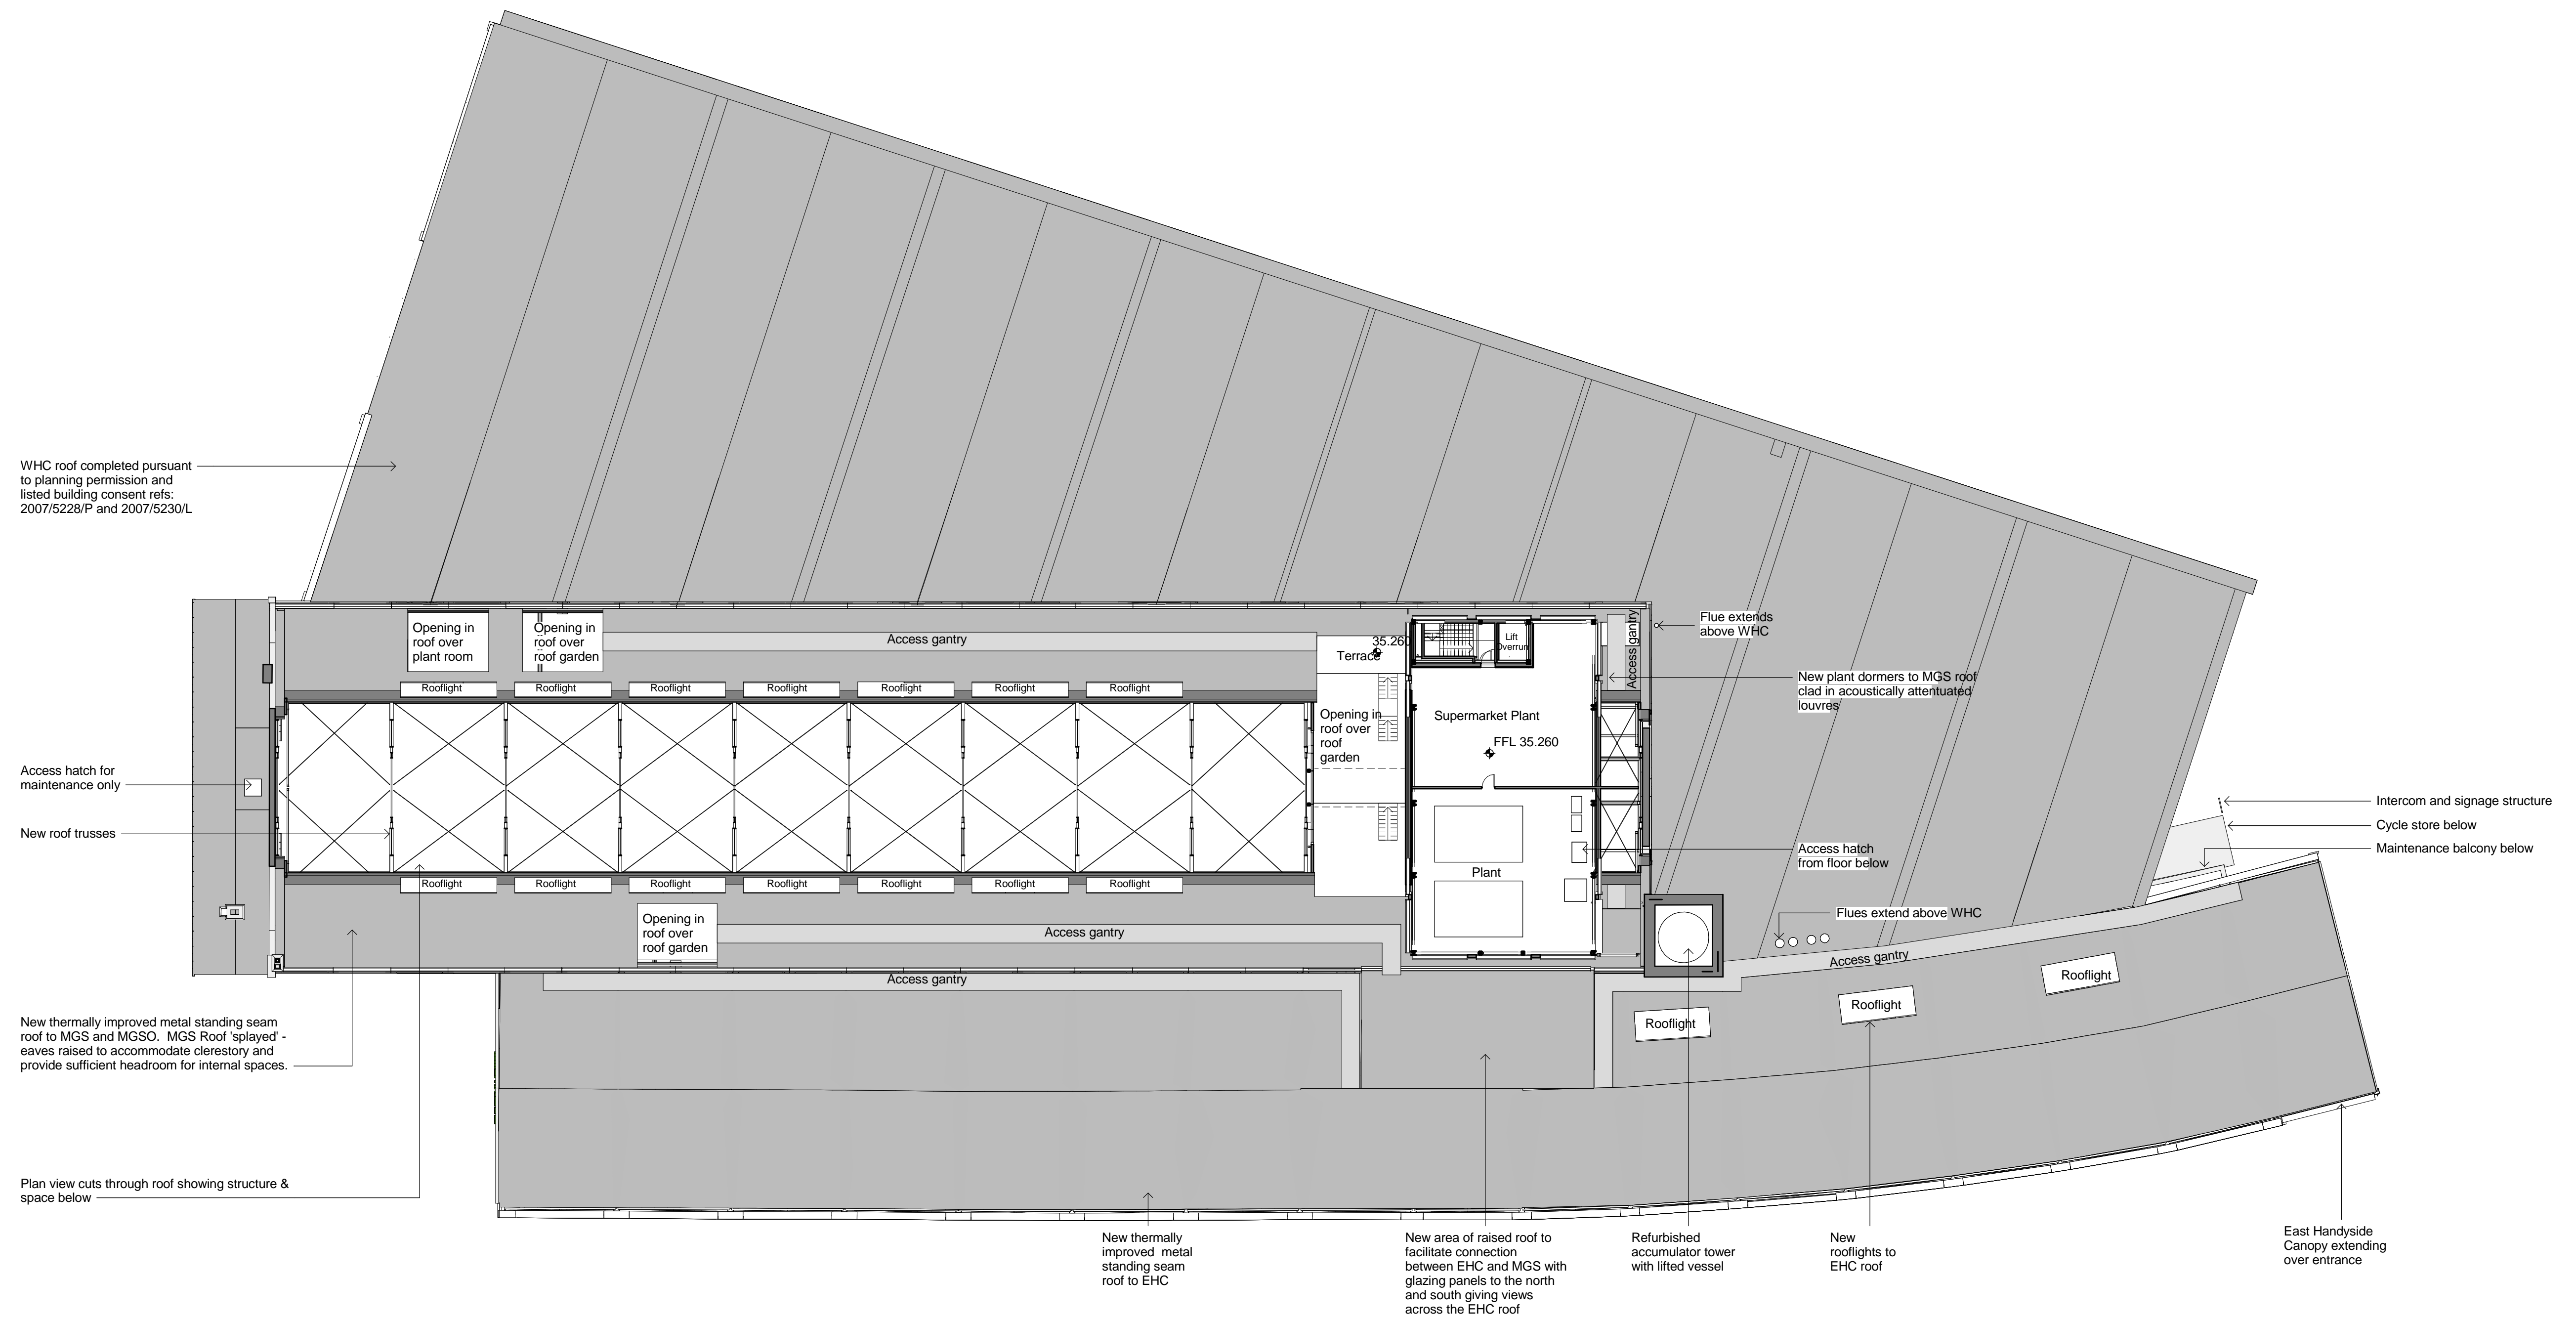 WHC roof completed pursuant
to planning permission and
listed building consent refs:
2007/5228/P and 2007/5230/L
Access hatch for
maintenance only
New roof trusses
New thermally improved metal standing seam
roof to MGS and MGSO.  MGS Roof 'splayed' -
eaves raised to accommodate clerestory and
provide sufficient headroom for internal spaces.
Plan view cuts through roof showing structure &
space below
Opening in
roof over
plant room
Opening in
roof over
roof garden
Access gantry
Rooflight
Rooflight
Rooflight
Rooflight
Rooflight
Rooflight
Rooflight
35.260
Terrace
Opening in
roof over
roof
garden
Lift
Overrun
Supermarket Plant
FFL 35.260
Plant
Access gantry
Rooflight
Rooflight
Rooflight
Rooflight
Rooflight
Rooflight
Rooflight
Opening in
roof over
roof garden
Access gantry
Access gantry
Flue extends
above WHC
New plant dormers to MGS roof
clad in acoustically attentuated
louvres
Access hatch
from floor below
Flues extend above WHC
Access gantry
Rooflight
Rooflight
Rooflight
Intercom and signage structure
Cycle store below
Maintenance balcony below
New thermally
improved  metal
standing seam
roof to EHC
New area of raised roof to
facilitate connection
between EHC and MGS with
glazing panels to the north
and south giving views
across the EHC roof
Refurbished
accumulator tower
with lifted vessel
New
rooflights to
EHC roof
East Handyside
Canopy extending
over entrance